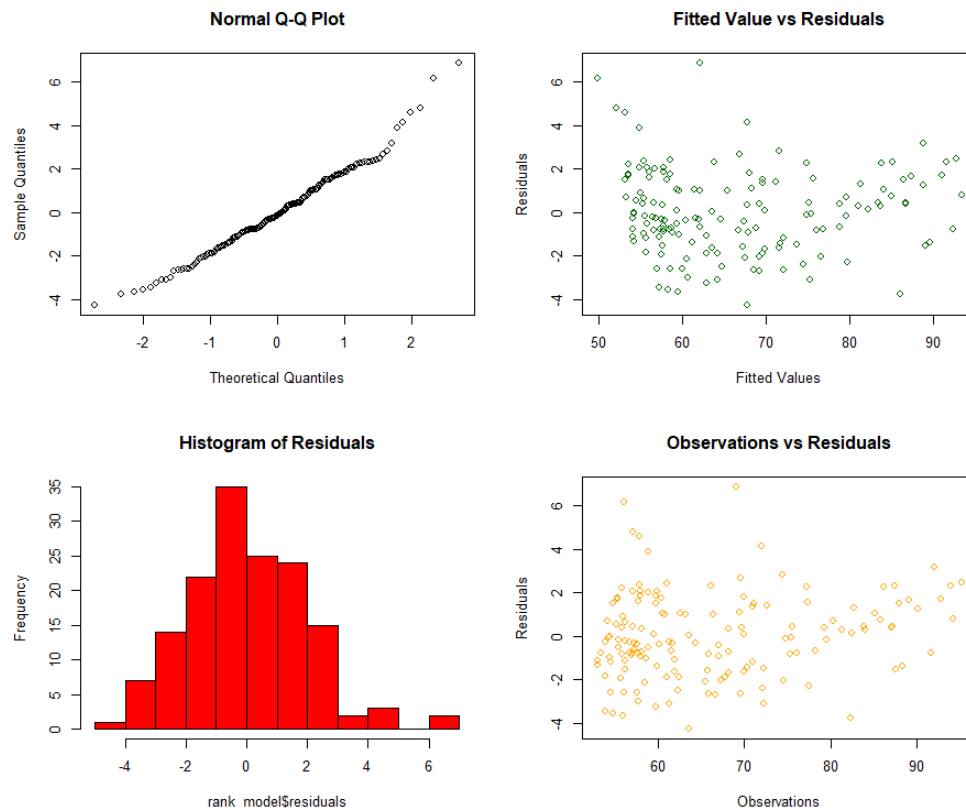 Normal Q-Q Plot
Sample Quantiles
-4 -2 0 2 4 6
-2 -1 0 1 2
Theoretical Quantiles
Fitted Value vs Residuals
Residuals
-4 -2 0 2 4 6
50 60 70 80 90
Fitted Values
Histogram of Residuals
Frequency
0 5 10 15 20 25 30 35
-4 -2 0 2 4 6
rank_model$residuals
Observations vs Residuals
Residuals
-4 -2 0 2 4 6
60 70 80 90
Observations